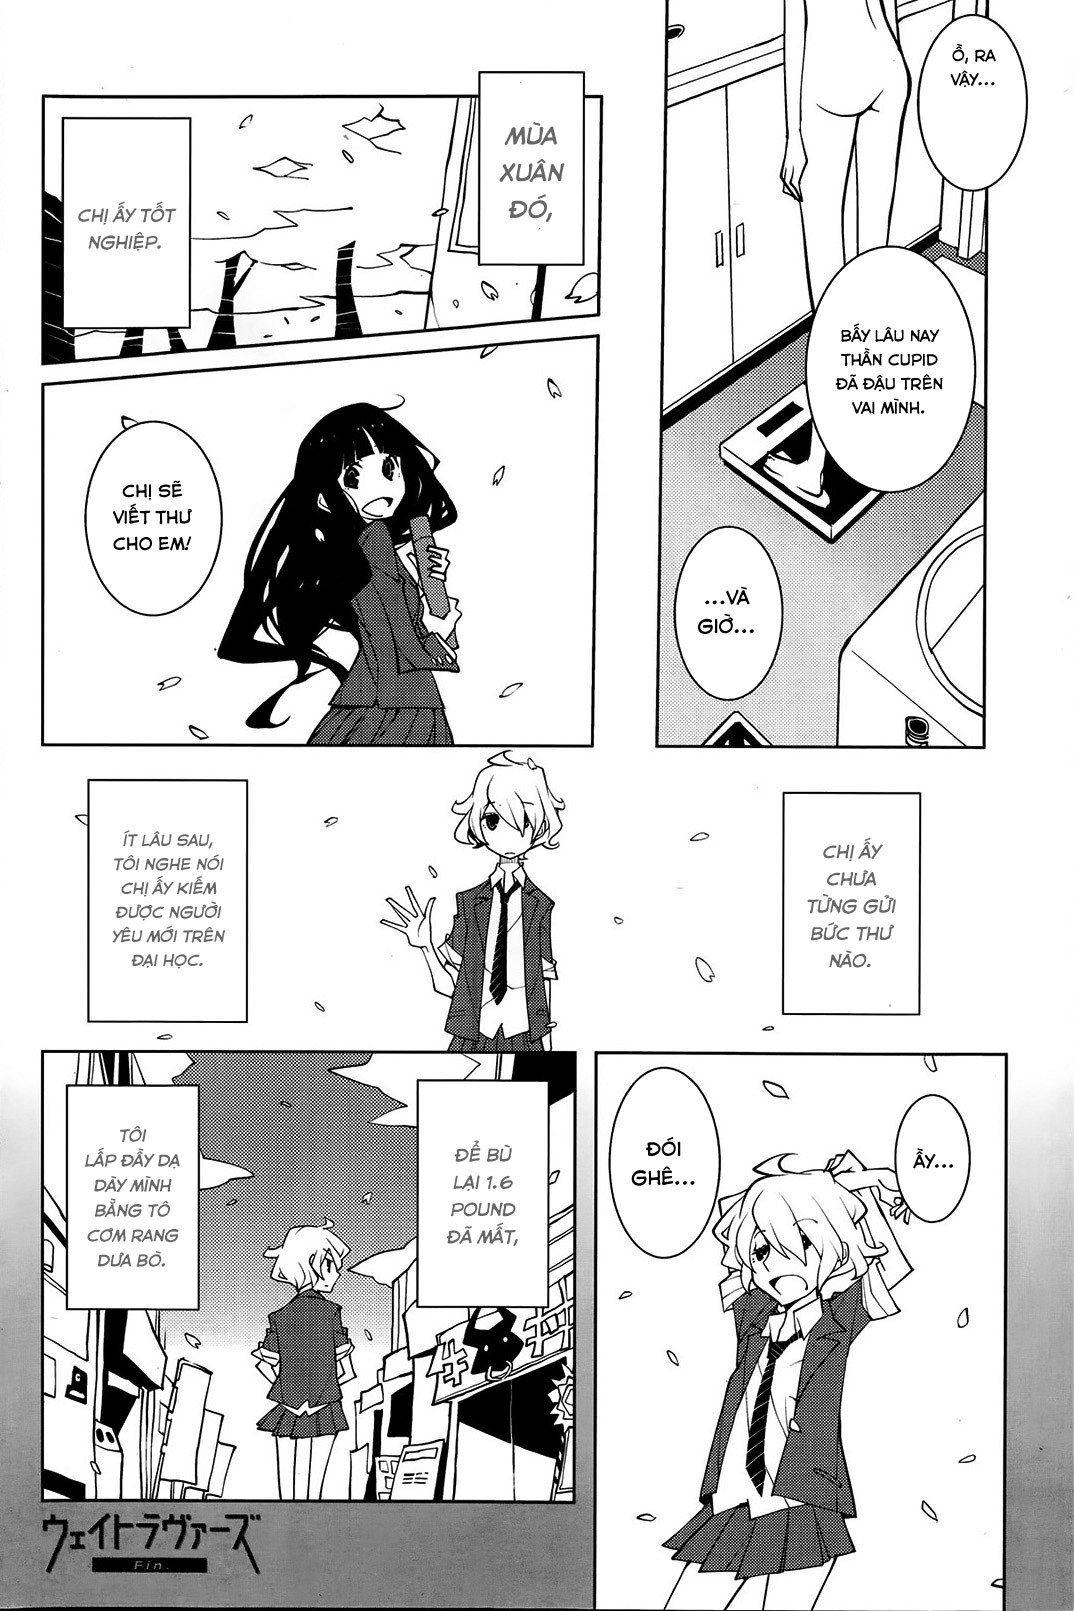 Ồ, RA
VẬY...
BẤY LÂU NAY
THẦN CUPID
ĐÃ ĐẬU TRÊN
VAI MÌNH.
...VÀ
GIỜ...
MÙA
XUÂN
ĐÓ,
CHỊ ẤY TỐT
NGHIỆP.
CHỊ SẼ
VIẾT THƯ
CHO EM!
CHỊ ẤY
CHƯA
TỪNG GỬI
BỨC THƯ
NÀO.
ÍT LÂU SAU,
TÔI NGHE NÓI
CHỊ ẤY KIẾM
ĐƯỢC NGƯỜI
YÊU MỚI TRÊN
ĐẠI HỌC.
ẦY...
ĐÓI
GHÊ...
ĐỂ BÙ
LẠI 1.6
POUND
ĐÃ MẤT,
TÔI
LẤP ĐẦY DẠ
DÀY MÌNH
BẰNG TÔ
CƠM RANG
DƯA BÒ.
牛
ウェイトラヴァーズ
Fin.